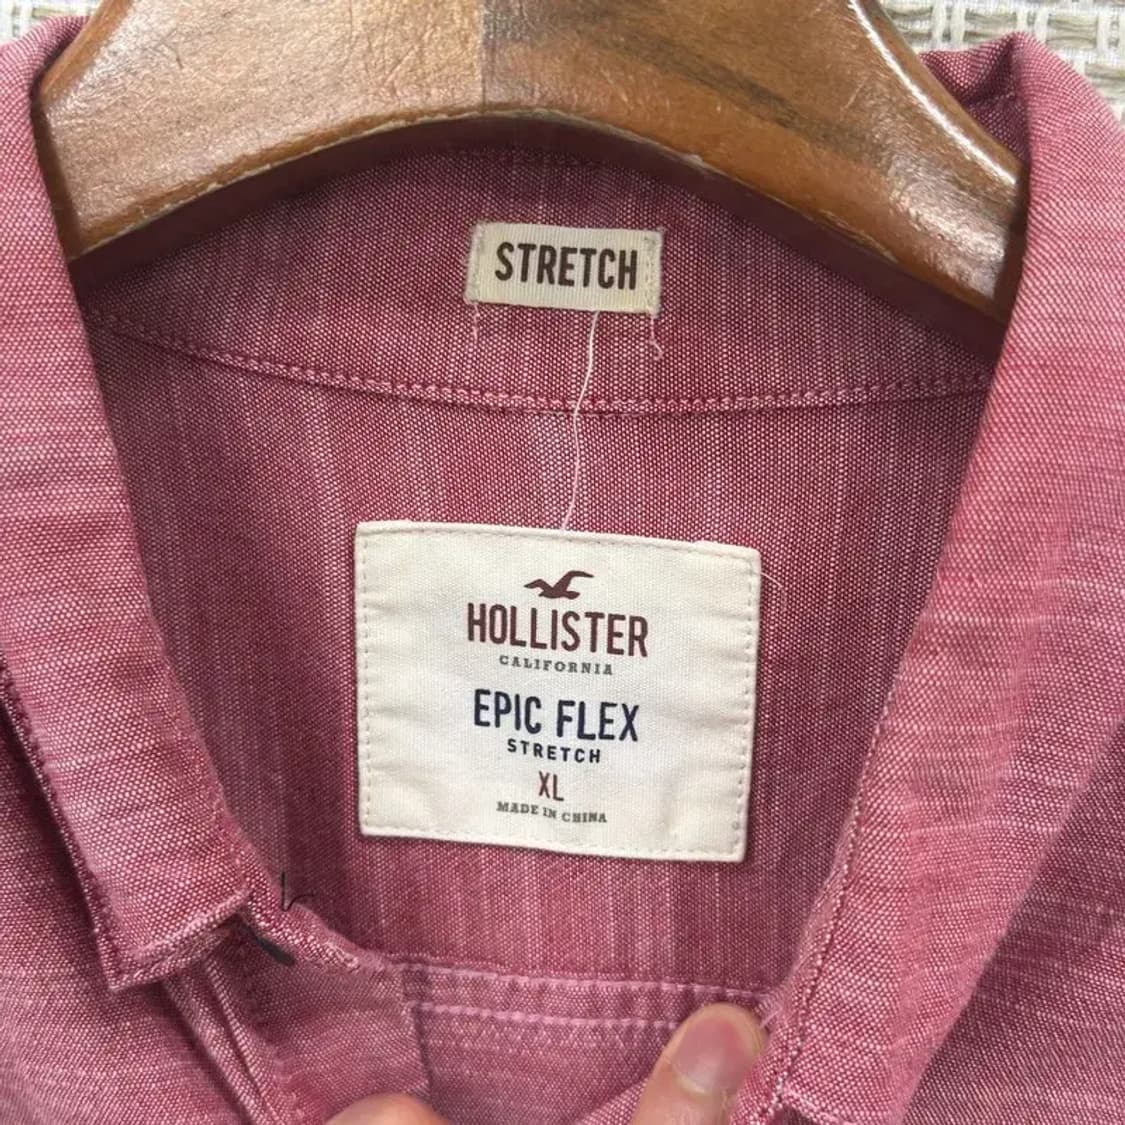 STRETCH
HOLLISTER
CALIFORNIA
EPIC FLEX
STRETCH
XL
MADE IN CHINA